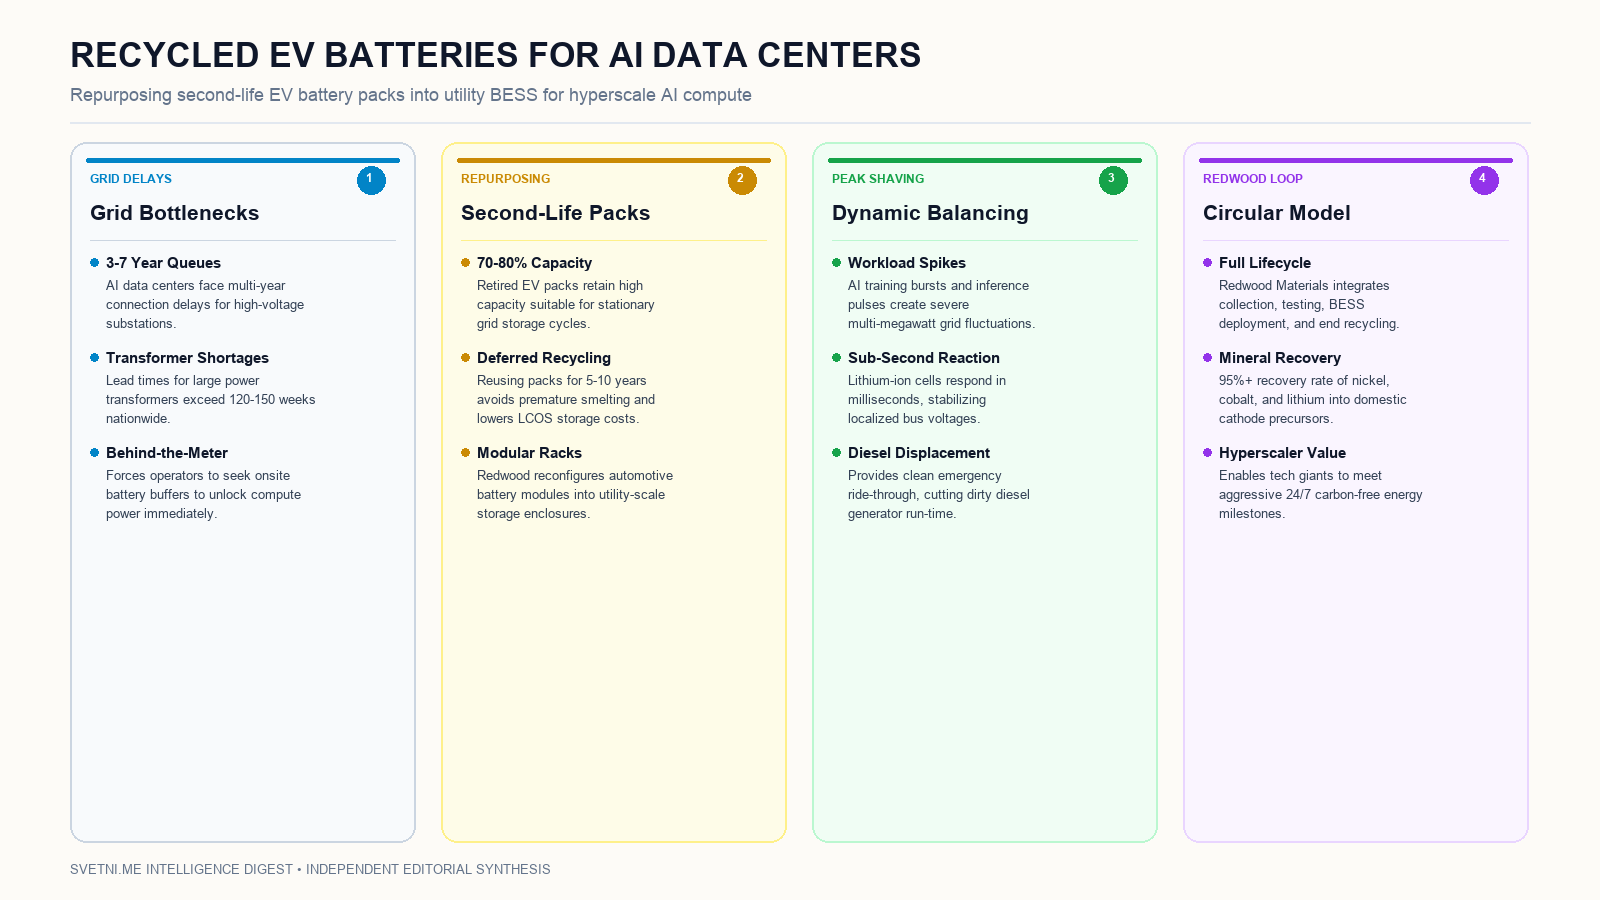 RECYCLED EV BATTERIES FOR AI DATA CENTERS
Repurposing second-life EV battery packs into utility BESS for hyperscale AI compute
GRID DELAYS
1
Grid Bottlenecks
3-7 Year Queues
AI data centers face multi-year
connection delays for high-voltage
substations.
Transformer Shortages
Lead times for large power
transformers exceed 120-150 weeks
nationwide.
Behind-the-Meter
Forces operators to seek onsite
battery buffers to unlock compute
power immediately.
REPURPOSING
2
Second-Life Packs
70-80% Capacity
Retired EV packs retain high
capacity suitable for stationary
grid storage cycles.
Deferred Recycling
Reusing packs for 5-10 years
avoids premature smelting and
lowers LCOS storage costs.
Modular Racks
Redwood reconfigures automotive
battery modules into utility-scale
storage enclosures.
PEAK SHAVING
3
Dynamic Balancing
Workload Spikes
AI training bursts and inference
pulses create severe
multi-megawatt grid fluctuations.
Sub-Second Reaction
Lithium-ion cells respond in
milliseconds, stabilizing
localized bus voltages.
Diesel Displacement
Provides clean emergency
ride-through, cutting dirty diesel
generator run-time.
REDWOOD LOOP
4
Circular Model
Full Lifecycle
Redwood Materials integrates
collection, testing, BESS
deployment, and end recycling.
Mineral Recovery
95%+ recovery rate of nickel,
cobalt, and lithium into domestic
cathode precursors.
Hyperscaler Value
Enables tech giants to meet
aggressive 24/7 carbon-free energy
milestones.
SVETNI.ME INTELLIGENCE DIGEST • INDEPENDENT EDITORIAL SYNTHESIS